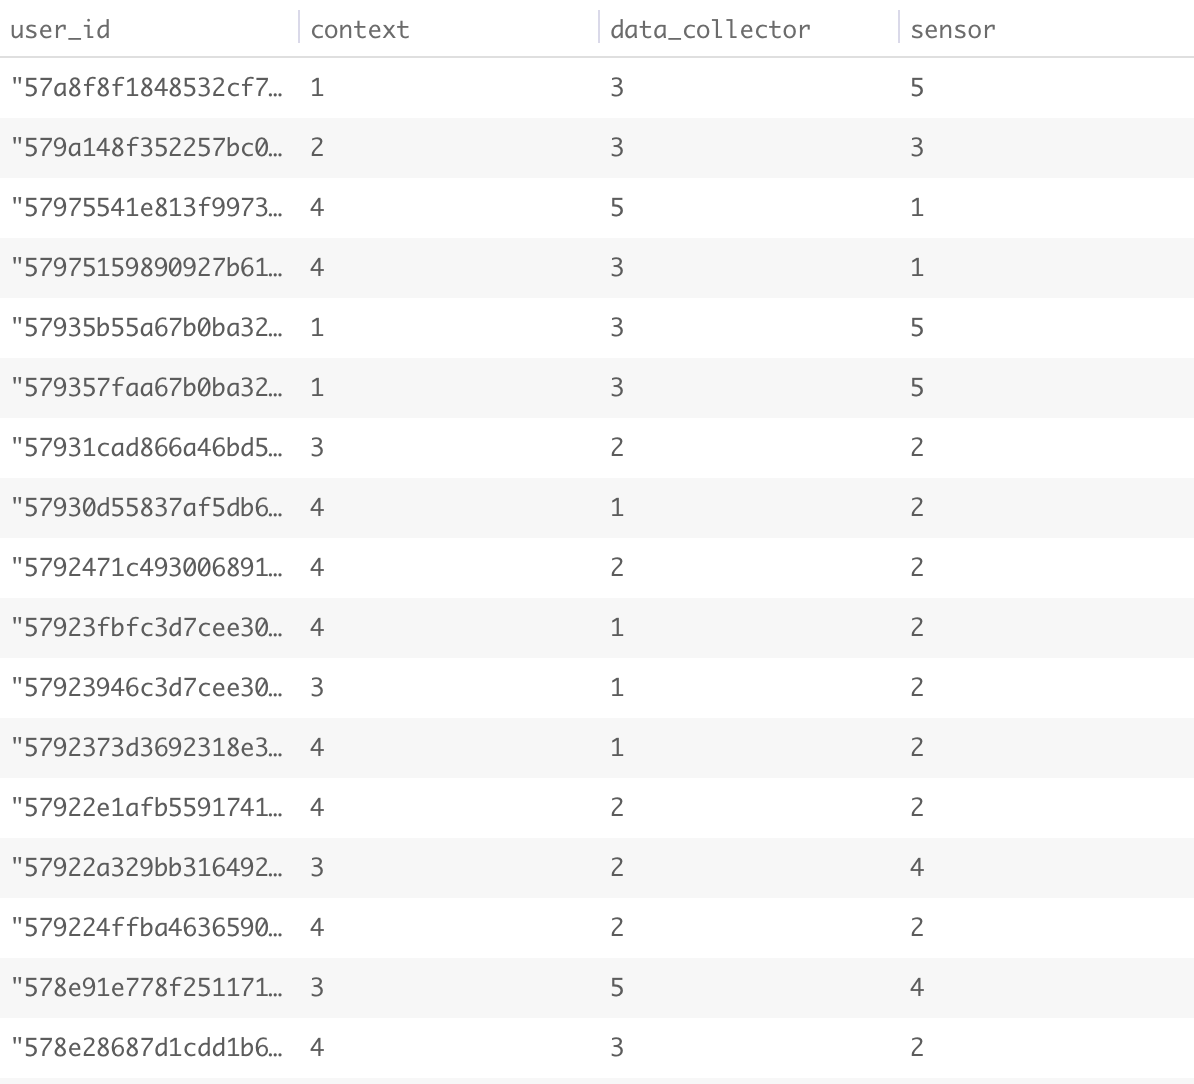 user_id context data_collector sensor
"57a8f8f1848532cf7… 1 3 5
"579a148f352257bc0… 2 3 3
"57975541e813f9973… 4 5 1
"57975159890927b61… 4 3 1
"57935b55a67b0ba32… 1 3 5
"579357faa67b0ba32… 1 3 5
"57931cad866a46bd5… 3 2 2
"57930d55837af5db6… 4 1 2
"5792471c493006891… 4 2 2
"57923fbfc3d7cee30… 4 1 2
"57923946c3d7cee30… 3 1 2
"5792373d3692318e3… 4 1 2
"57922e1afb5591741… 4 2 2
"57922a329bb316492… 3 2 4
"579224ffba4636590… 4 2 2
"578e91e778f251171… 3 5 4
"578e28687d1cdd1b6… 4 3 2